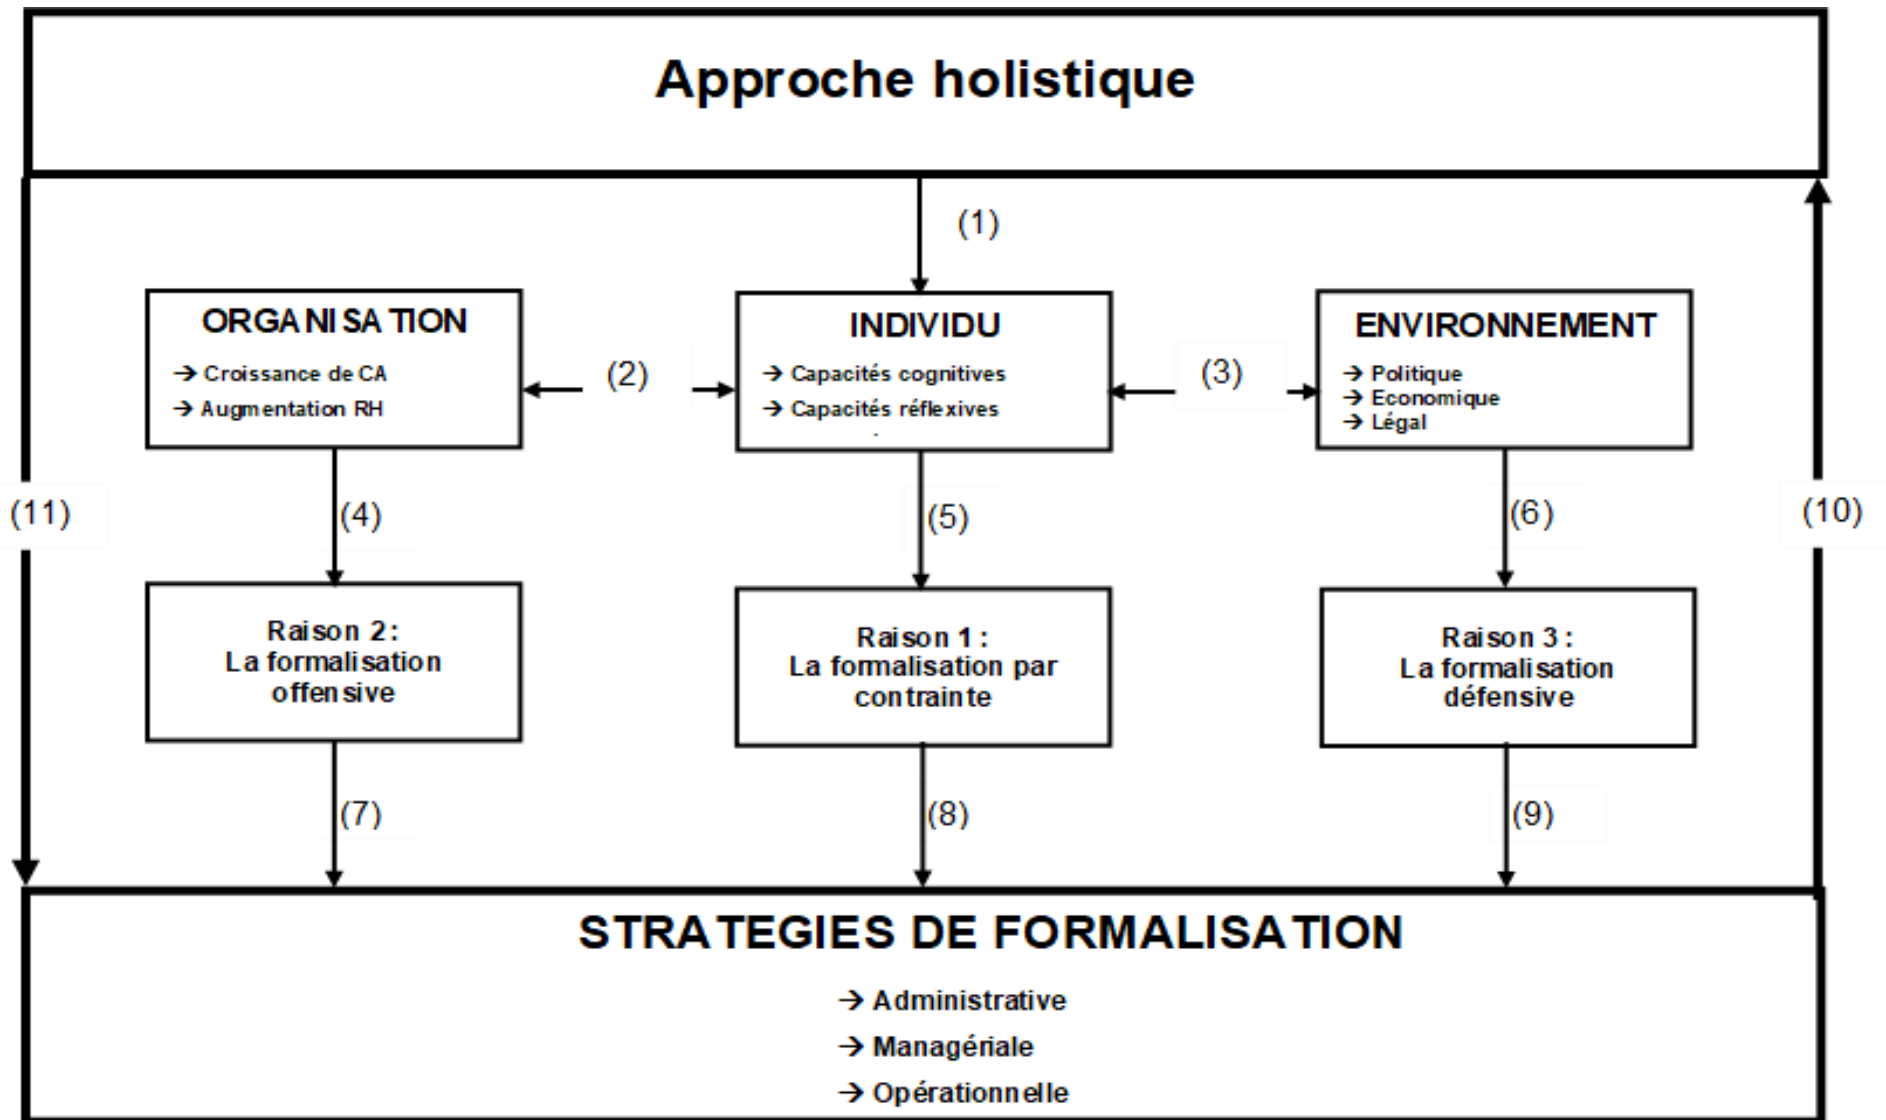 Approche holistique
(1)
ORGANISATION
→ Croissance de CA
→ Augmentation RH
(2)
INDIVIDU
→ Capacités cognitives
→ Capacités réflexives
(3)
ENVIRONNEMENT
→ Politique
→ Economique
→ Légal
(11)
(4)
(5)
(6)
(10)
Raison 2 :
La formalisation
offensive
Raison 1 :
La formalisation par
contrainte
Raison 3 :
La formalisation
défensive
(7)
(8)
(9)
STRATEGIES DE FORMALISATION
→ Administrative
→ Managériale
→ Opérationnelle